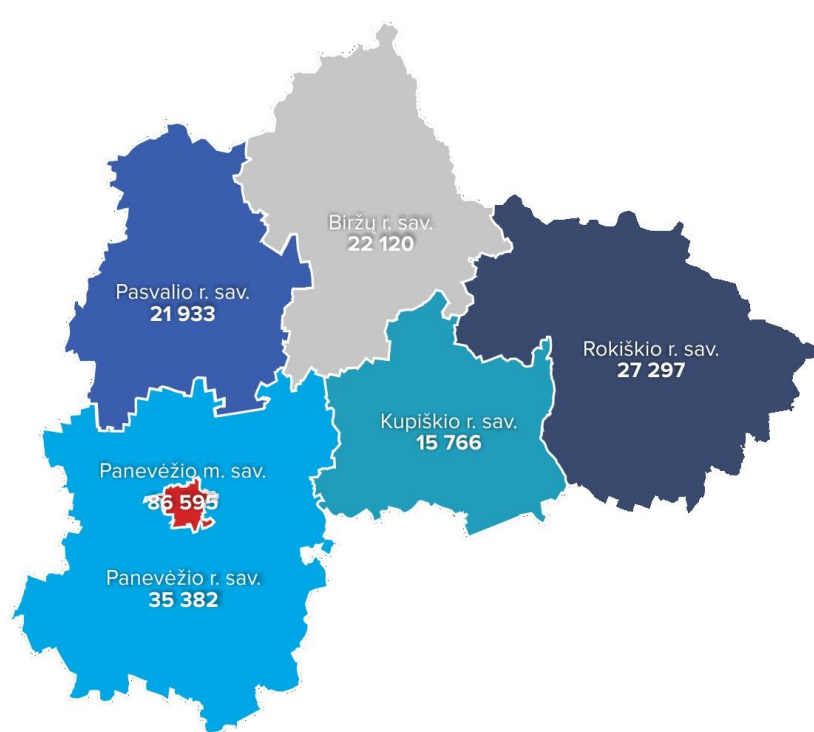 Biržų r. sav.
22 120
Pasvalio r. sav.
21 933
Rokiškio r. sav.
27 297
Kupiškio r. sav.
15 766
Panevėžio m. sav.
86 595
Panevėžio r. sav.
35 382